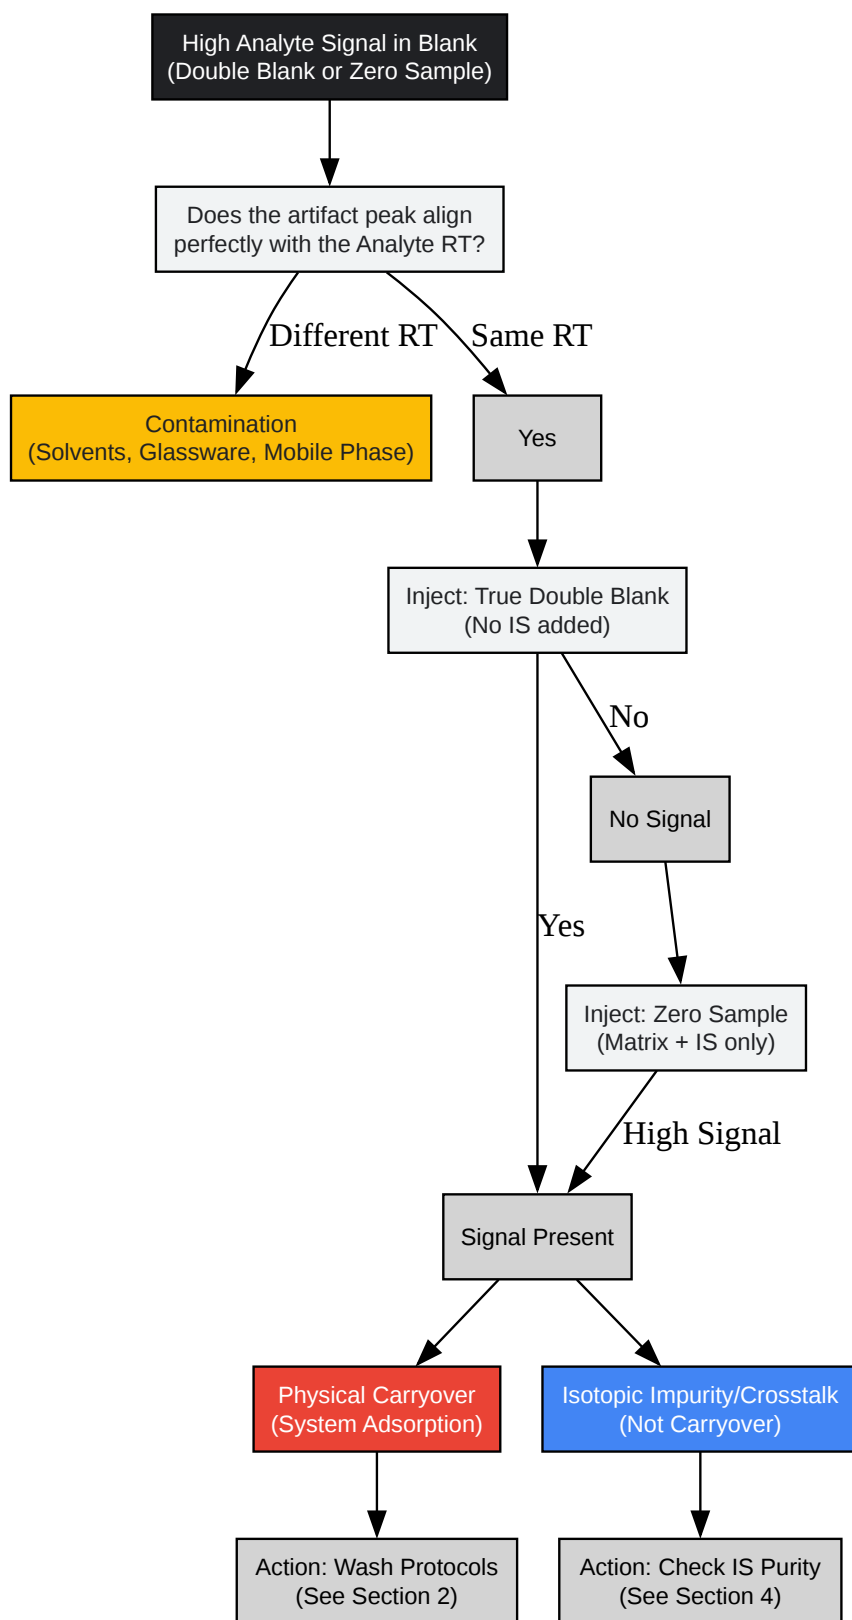 High Analyte Signal in Blank
(Double Blank or Zero Sample)
Does the artifact peak align
perfectly with the Analyte RT?
Different RT
Same RT
Contamination
(Solvents, Glassware, Mobile Phase)
Yes
Inject: True Double Blank
(No IS added)
No
No Signal
Yes
Inject: Zero Sample
(Matrix + IS only)
High Signal
Signal Present
Physical Carryover
(System Adsorption)
Isotopic Impurity/Crosstalk
(Not Carryover)
Action: Wash Protocols
(See Section 2)
Action: Check IS Purity
(See Section 4)